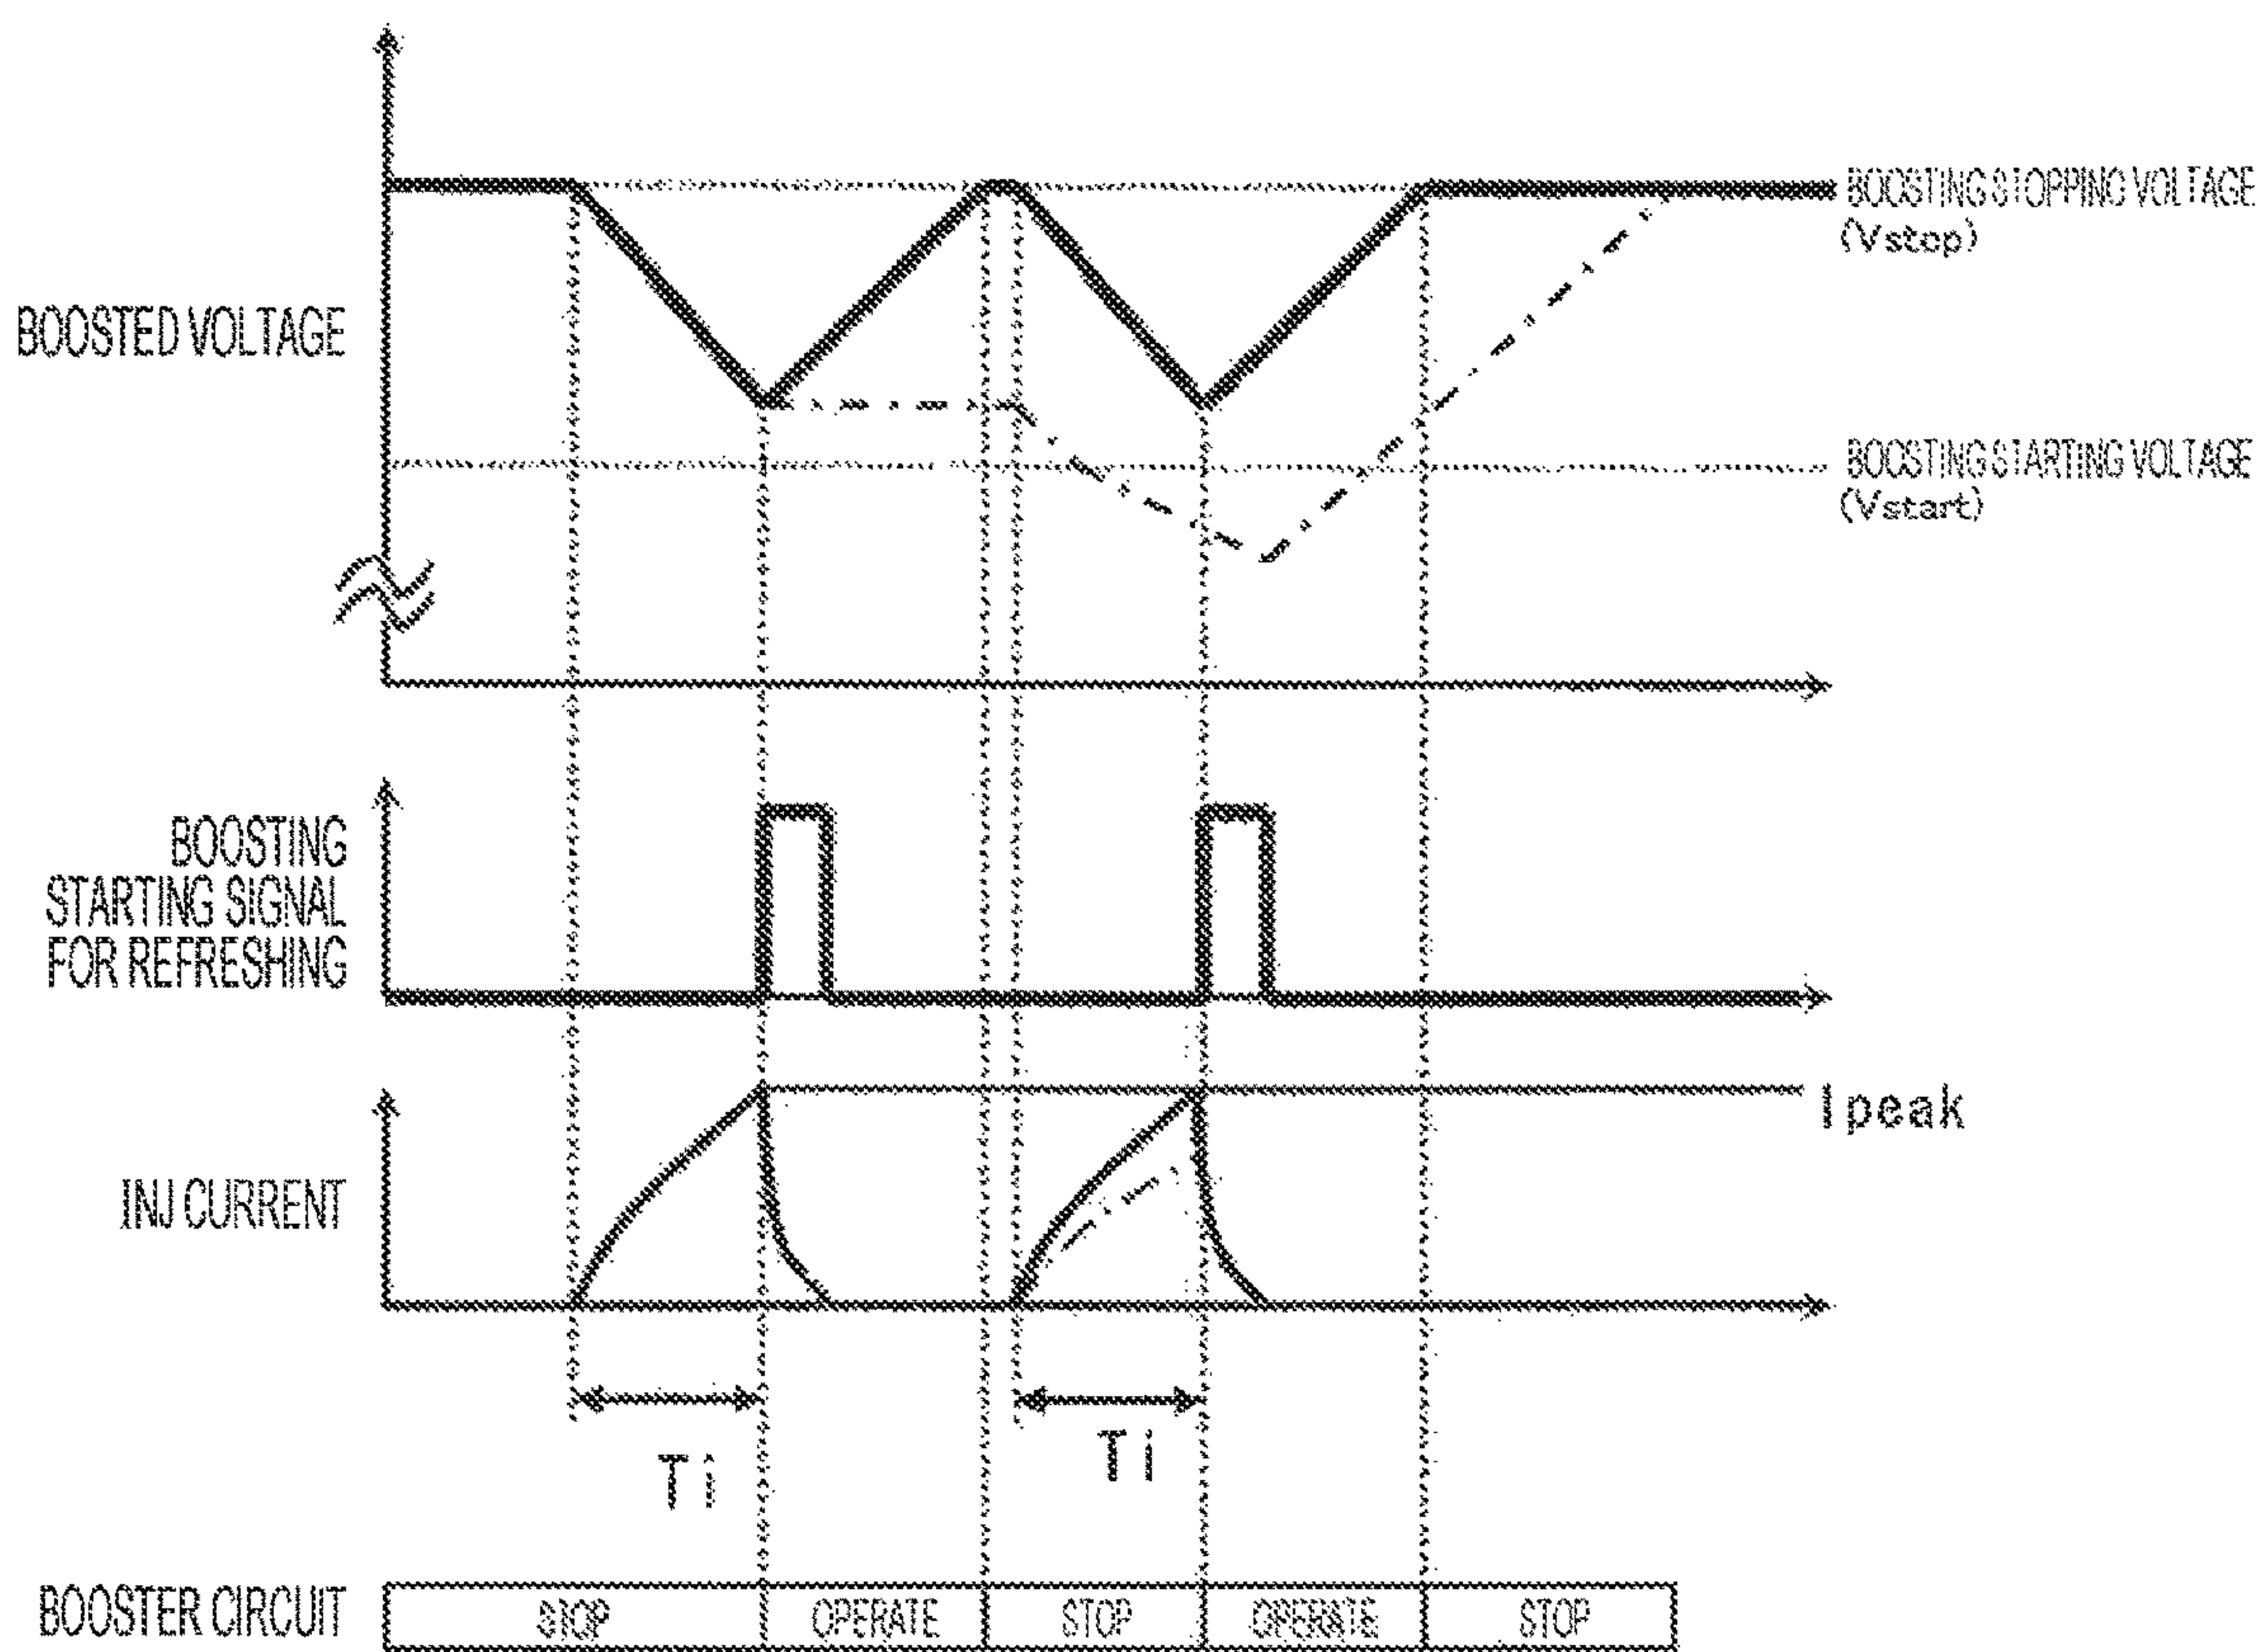 BOOSTED VOLTAGE
BOOSTING STOPPING VOLTAGE
(Vstop)
BOOSTING STARTING VOLTAGE
(Vstart)
BOOSTING
STARTING SIGNAL
FOR REFRESHING
INJ CURRENT
Ipeak
Ti
Ti
BOOSTER CIRCUIT
STOP
OPERATE
STOP
OPERATE
STOP